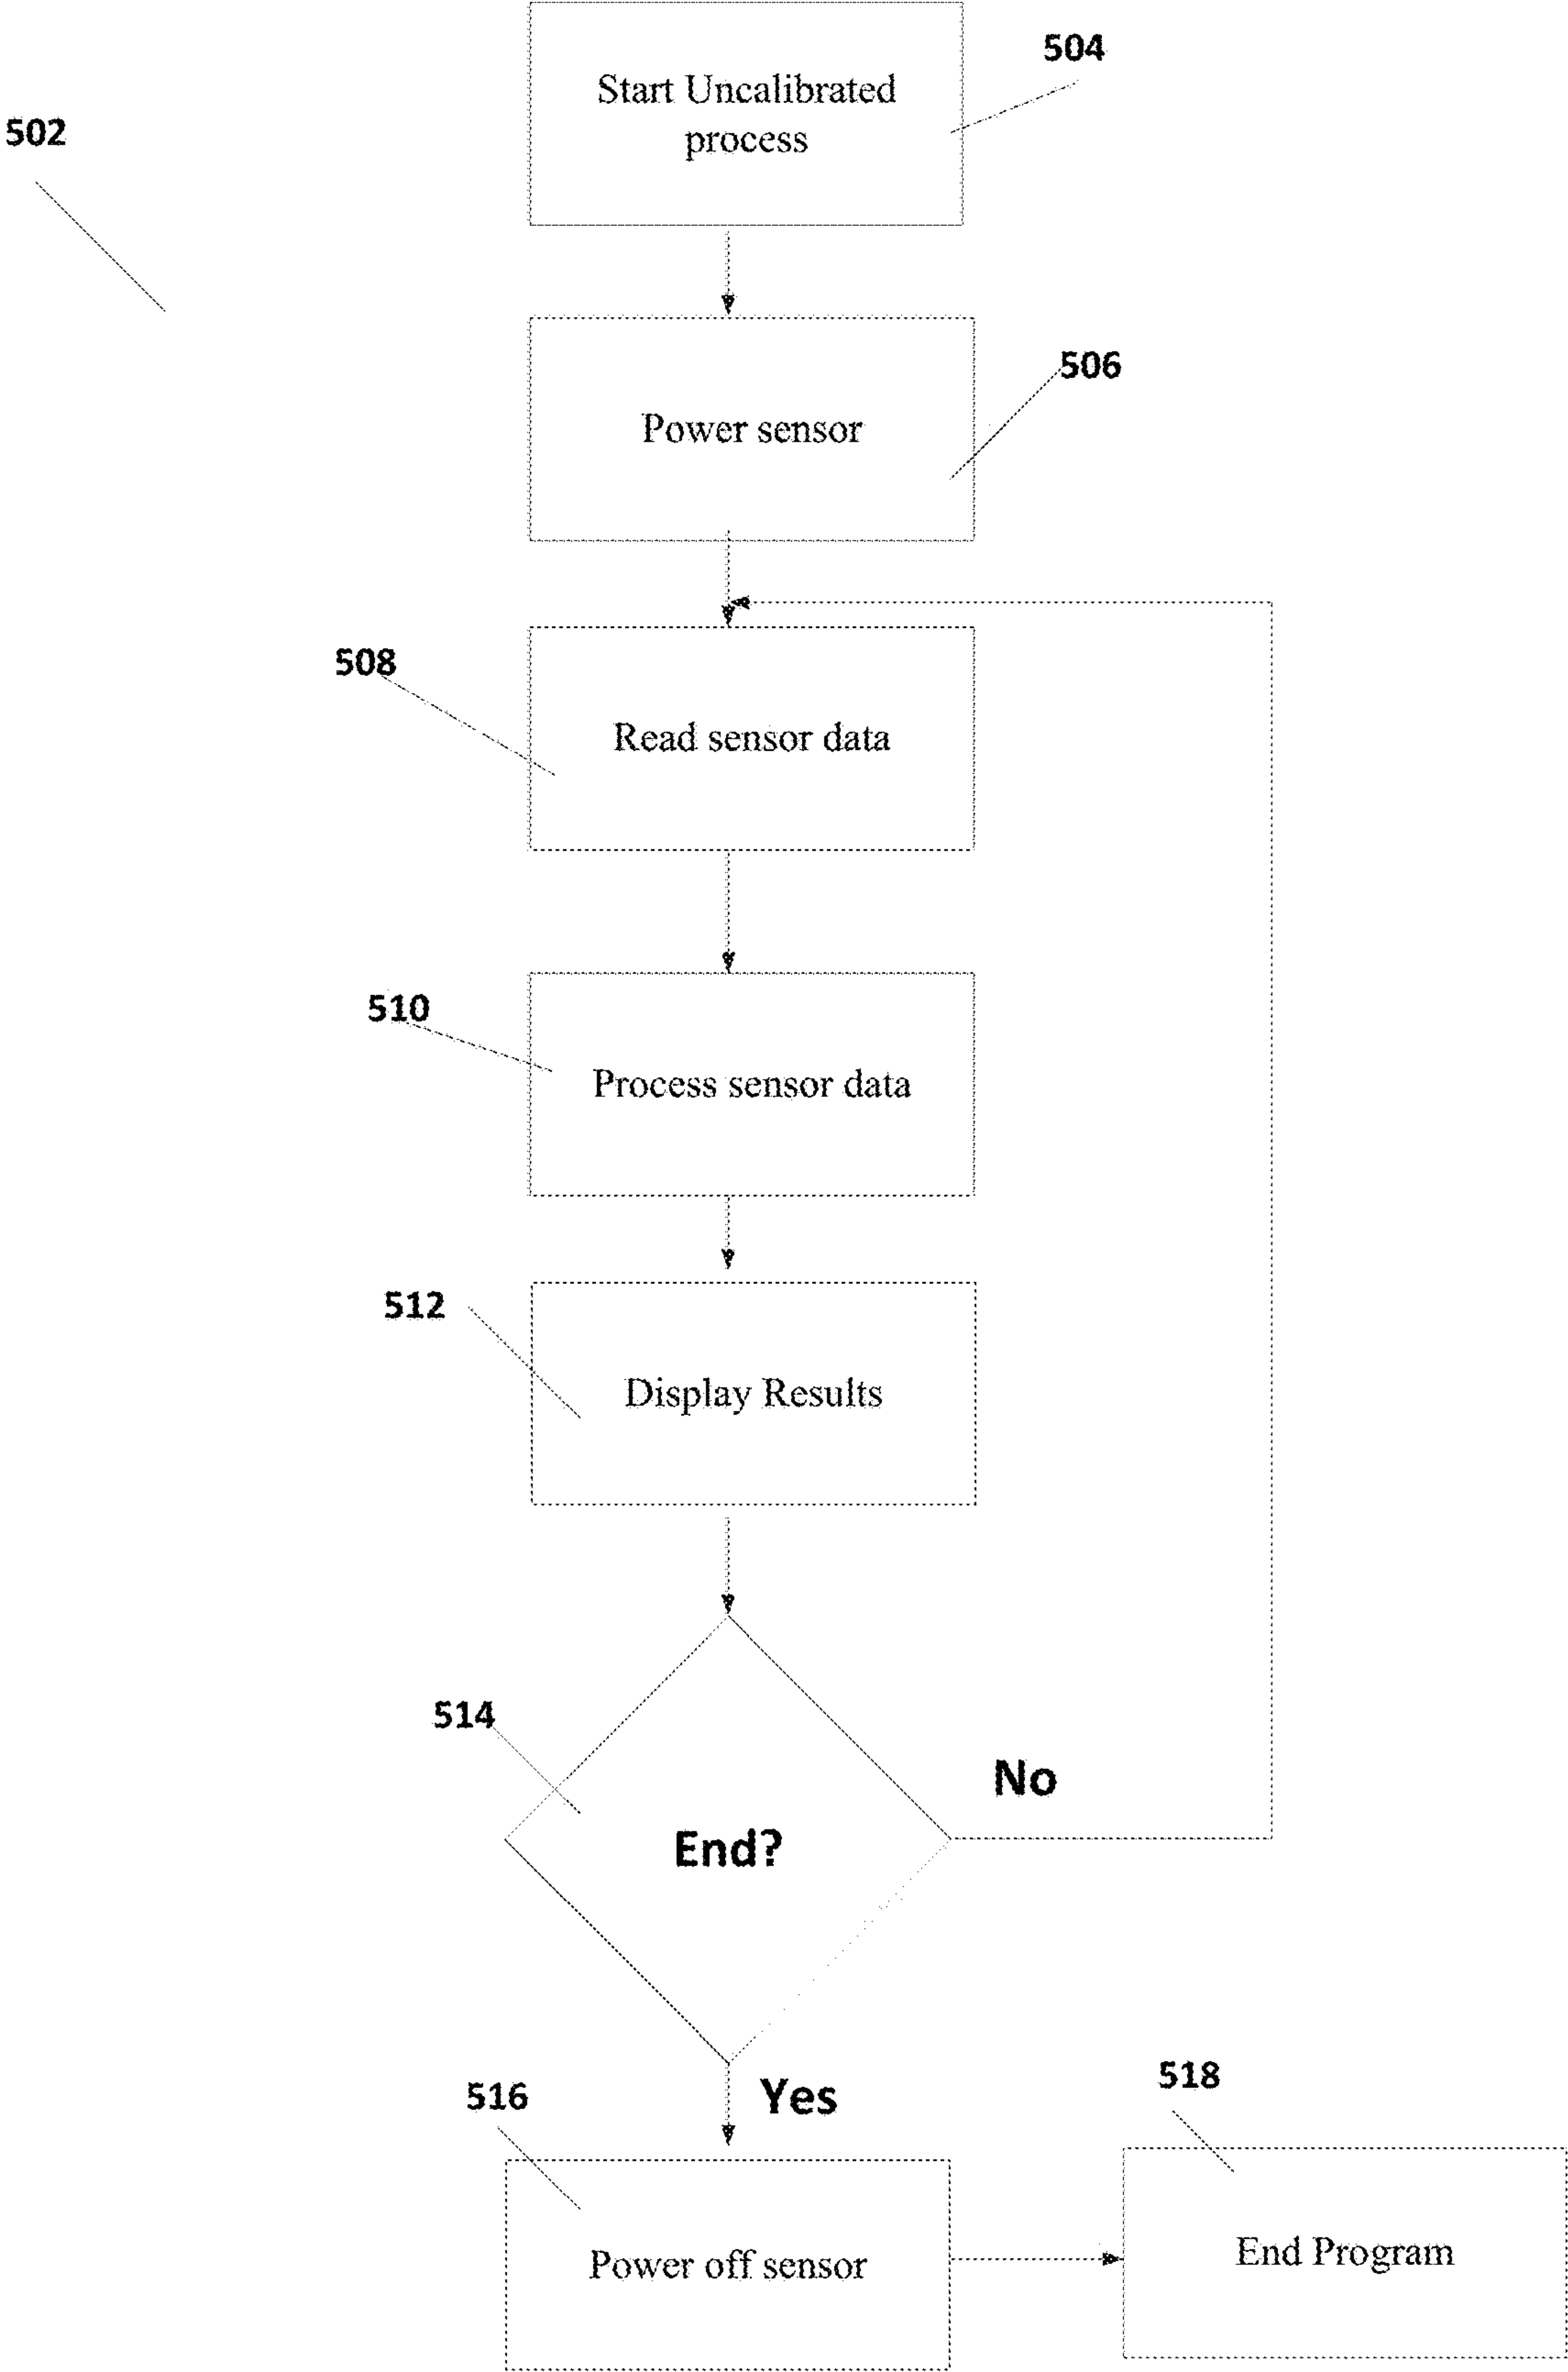 504
Start Uncalibrated
process
502
506
Power sensor
508
Read sensor data
510
Process sensor data
512
Display Results
514
No
End?
518
516
Yes
End Program
Power off sensor